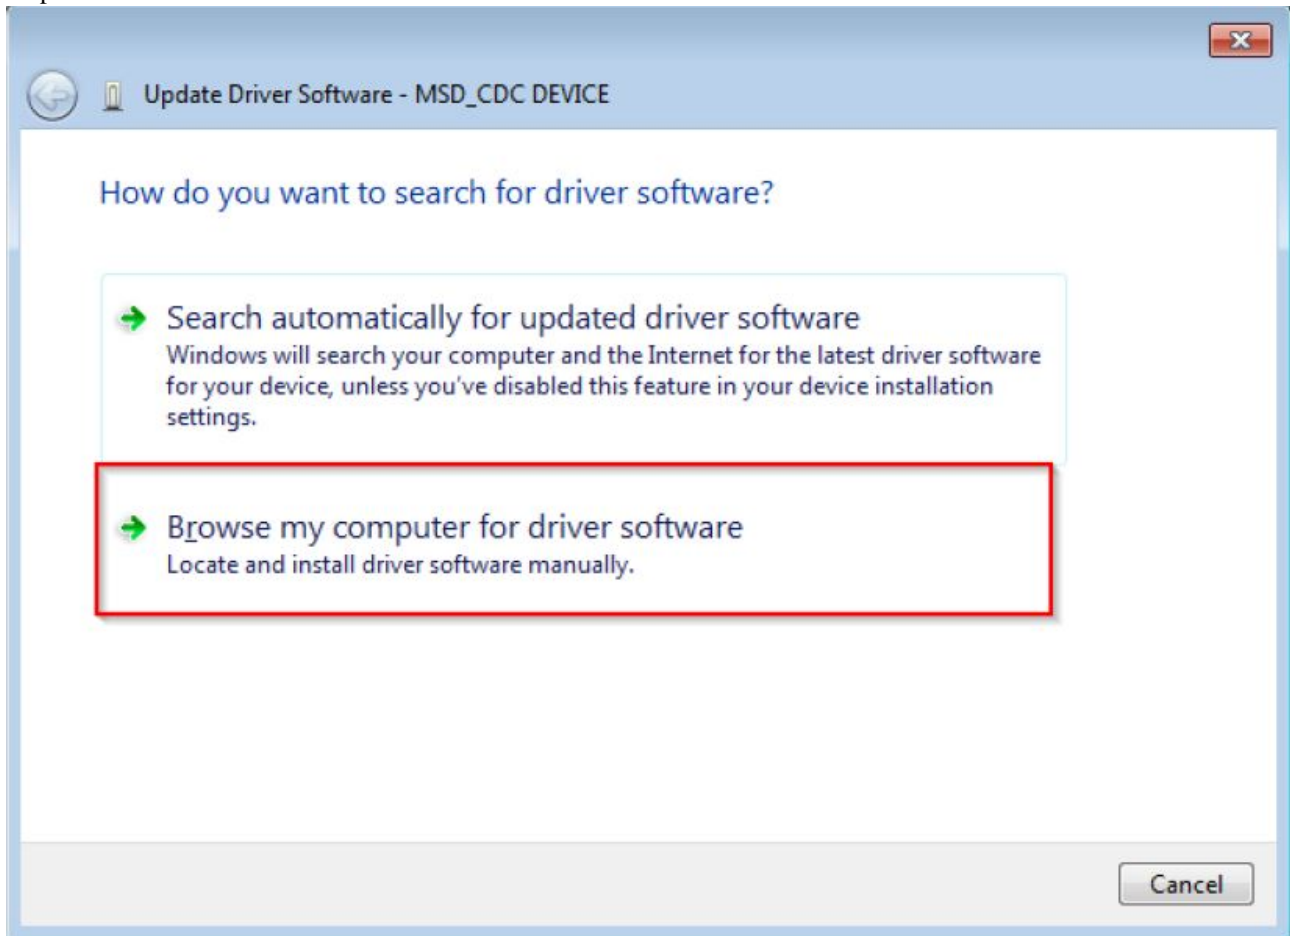 Update Driver Software - MSD_CDC DEVICE
How do you want to search for driver software?
Search automatically for updated driver software
Windows will search your computer and the Internet for the latest driver software
for your device, unless you've disabled this feature in your device installation
settings.
Browse my computer for driver software
Locate and install driver software manually.
Cancel